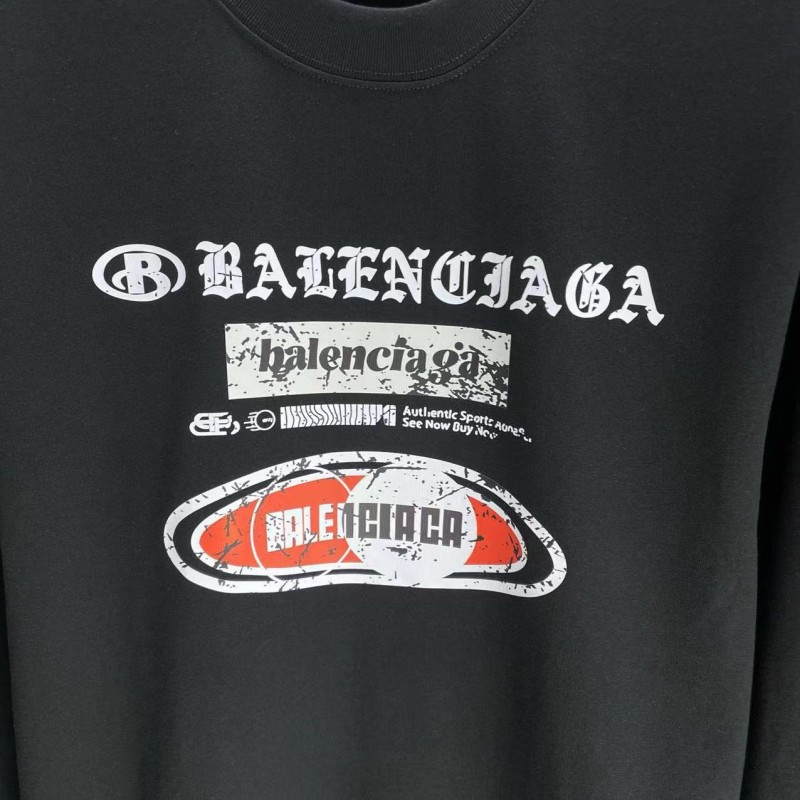 B BALENCIAGA
balenciaga
Authentic Sports
See Now Buy Now
BALENCIAGA